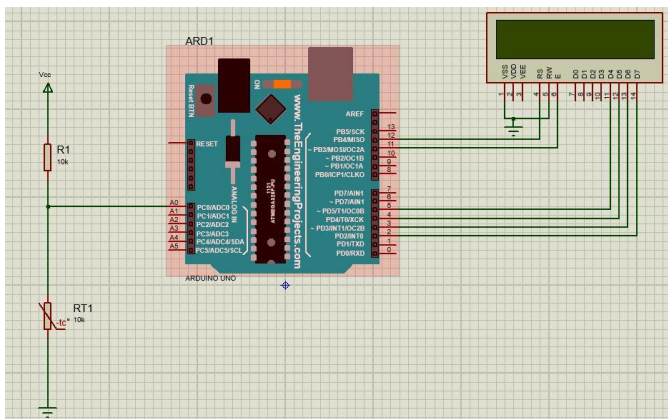 ARD1
Vcc
Reset BTN
ON
www.TheEngineeringProjects.com
R1
10k
RESET
ANALOG IN
AREF
PB5/SCK
13
PB4/MISO
12
~ PB3/MOSI/OC2A
11
~ PB2/OC1B
10
~ PB1/OC1A
9
PB0/ICP1/CLKO
8
PD7/AIN1
7
~ PD7/AIN1
6
~ PD5/T1/OC0B
5
PD4/T0/XCK
4
~ PD3/INT1/OC2B
3
PD2/INT0
2
PD1/TXD
1
PD0/RXD
0
A0
PC0/ADC0
A1
PC1/ADC1
A2
PC2/ADC2
A3
PC3/ADC3
A4
PC4/ADC4/SDA
A5
PC5/ADC5/SCL
ARDUINO UNO
RT1
10k
-tc°
VSS
VDD
VEE
RS
RW
E
D0
D1
D2
D3
D4
D5
D6
D7
1
2
3
4
5
6
7
8
9
10
11
12
13
14